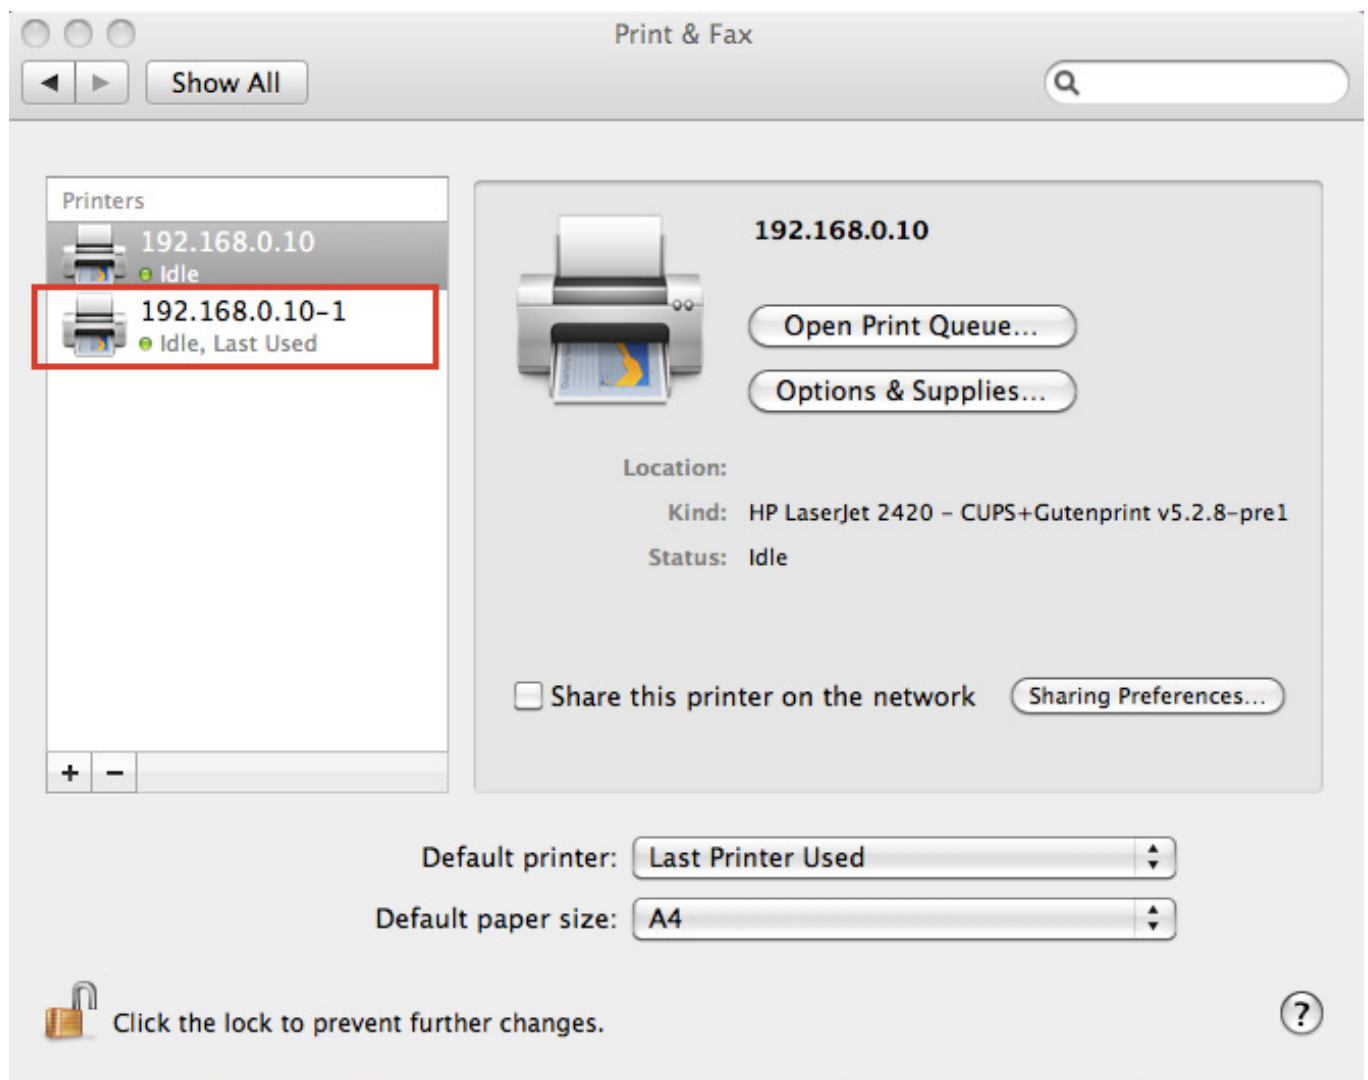 Print & Fax
Show All
Printers
192.168.0.10
Idle
192.168.0.10-1
Idle, Last Used
192.168.0.10
Open Print Queue...
Options & Supplies...
Location:
Kind: HP LaserJet 2420 - CUPS+Gutenprint v5.2.8-pre1
Status: Idle
Share this printer on the network Sharing Preferences...
+ −
Default printer: Last Printer Used
Default paper size: A4
Click the lock to prevent further changes.
?